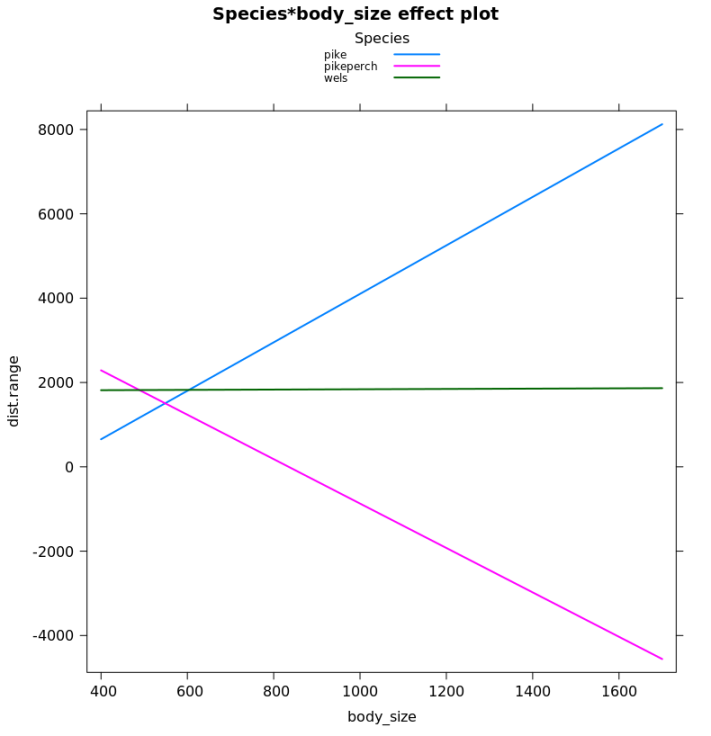 Species*body_size effect plot
Species
pike
pikeperch
wels
8000
6000
4000
2000
0
-2000
-4000
dist.range
400 600 800 1000 1200 1400 1600
body_size